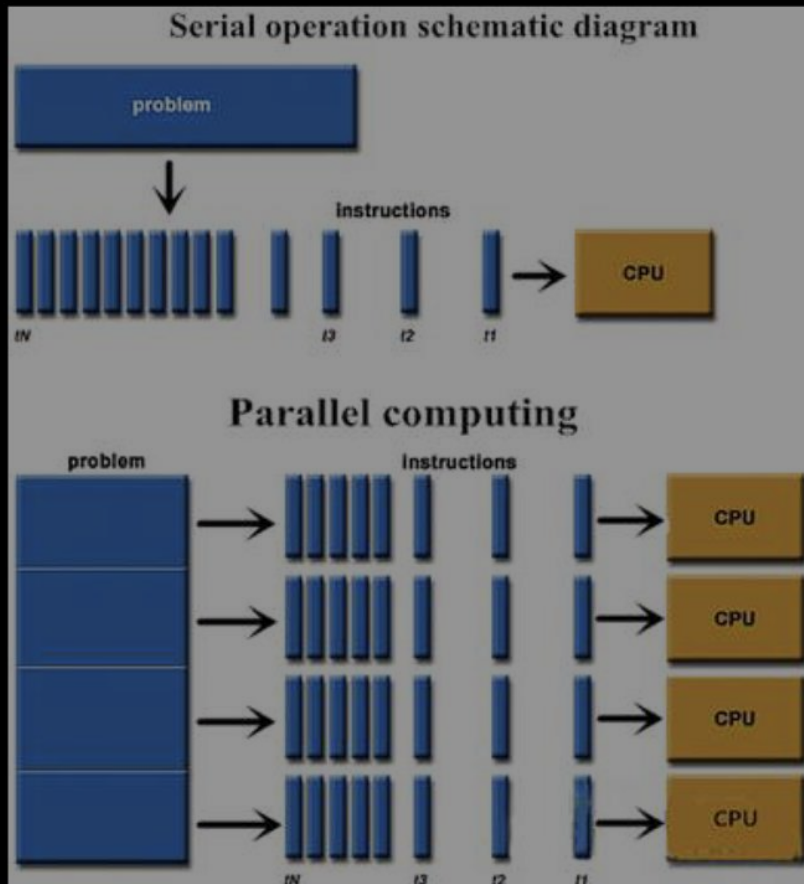 Serial operation schematic diagram
problem
instructions
CPU
tN t3 t2 t1
Parallel computing
problem instructions
CPU
CPU
CPU
CPU
tN t3 t2 t1